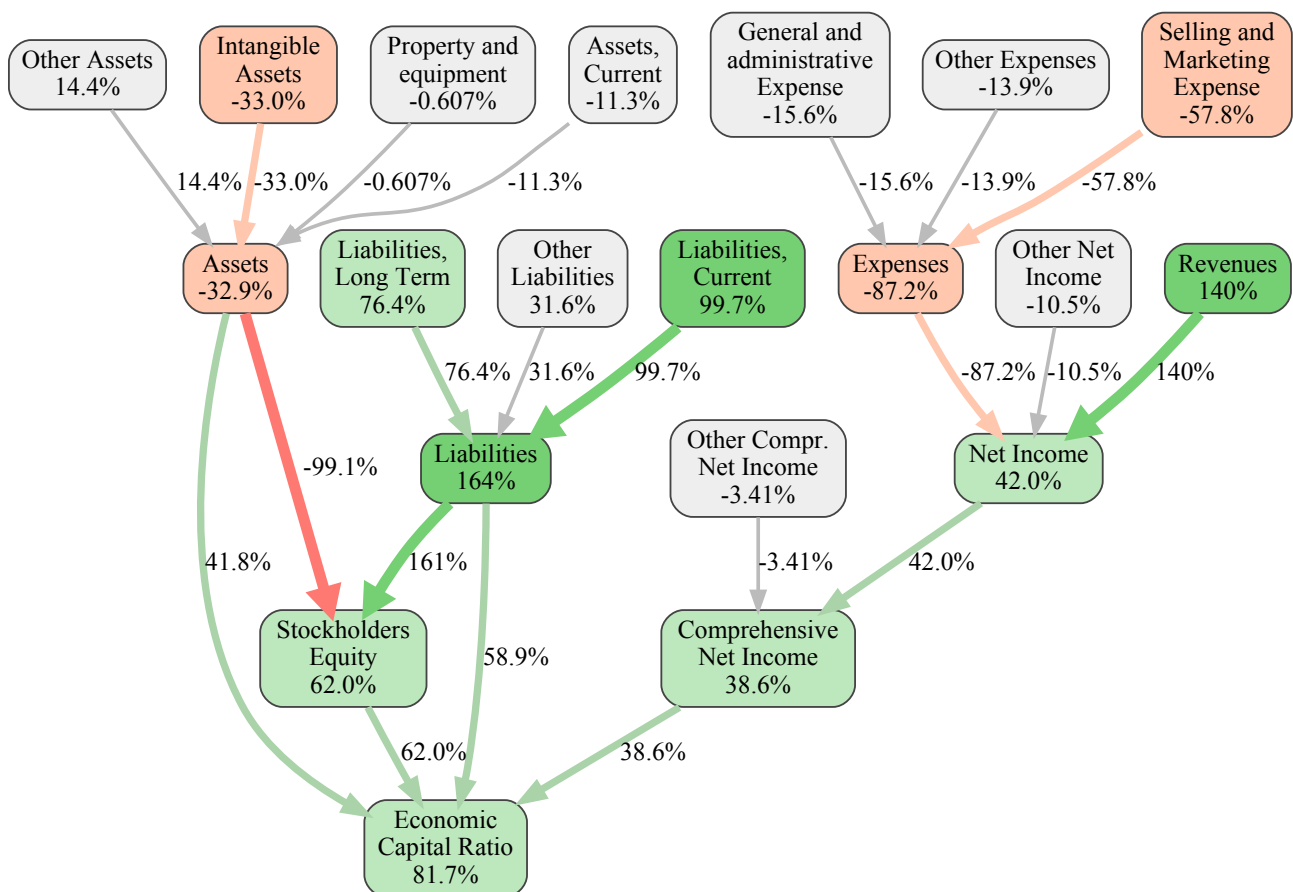 Other Assets
14.4%
Intangible
Assets
-33.0%
Property and
equipment
-0.607%
Assets,
Current
-11.3%
General and
administrative
Expense
-15.6%
Other Expenses
-13.9%
Selling and
Marketing
Expense
-57.8%
14.4%
-33.0%
-0.607%
-11.3%
-15.6%
-13.9%
-57.8%
Assets
-32.9%
Liabilities,
Long Term
76.4%
Other
Liabilities
31.6%
Liabilities,
Current
99.7%
Expenses
-87.2%
Other Net
Income
-10.5%
Revenues
140%
76.4%
31.6%
99.7%
-87.2%
-10.5%
140%
-99.1%
Liabilities
164%
Other Compr.
Net Income
-3.41%
Net Income
42.0%
41.8%
161%
-3.41%
42.0%
Stockholders
Equity
62.0%
58.9%
Comprehensive
Net Income
38.6%
62.0%
38.6%
Economic
Capital Ratio
81.7%